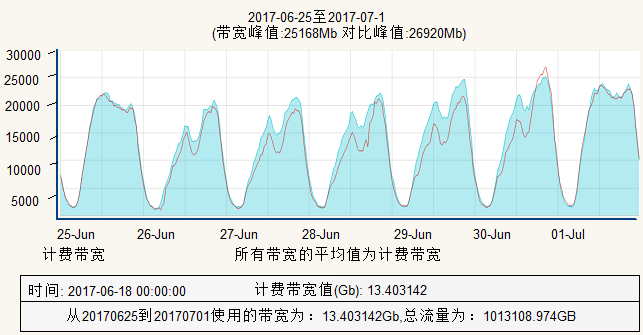 2017-06-25至2017-07-1
(带宽峰值:25168Mb 对比峰值:26920Mb)
30000
25000
20000
15000
10000
5000
25-Jun 26-Jun 27-Jun 28-Jun 29-Jun 30-Jun 01-Jul
计费带宽 所有带宽的平均值为计费带宽
时间: 2017-06-18 00:00:00 计费带宽值(Gb): 13.403142
从20170625到20170701使用的带宽为：13.403142Gb,总流量为：1013108.974GB